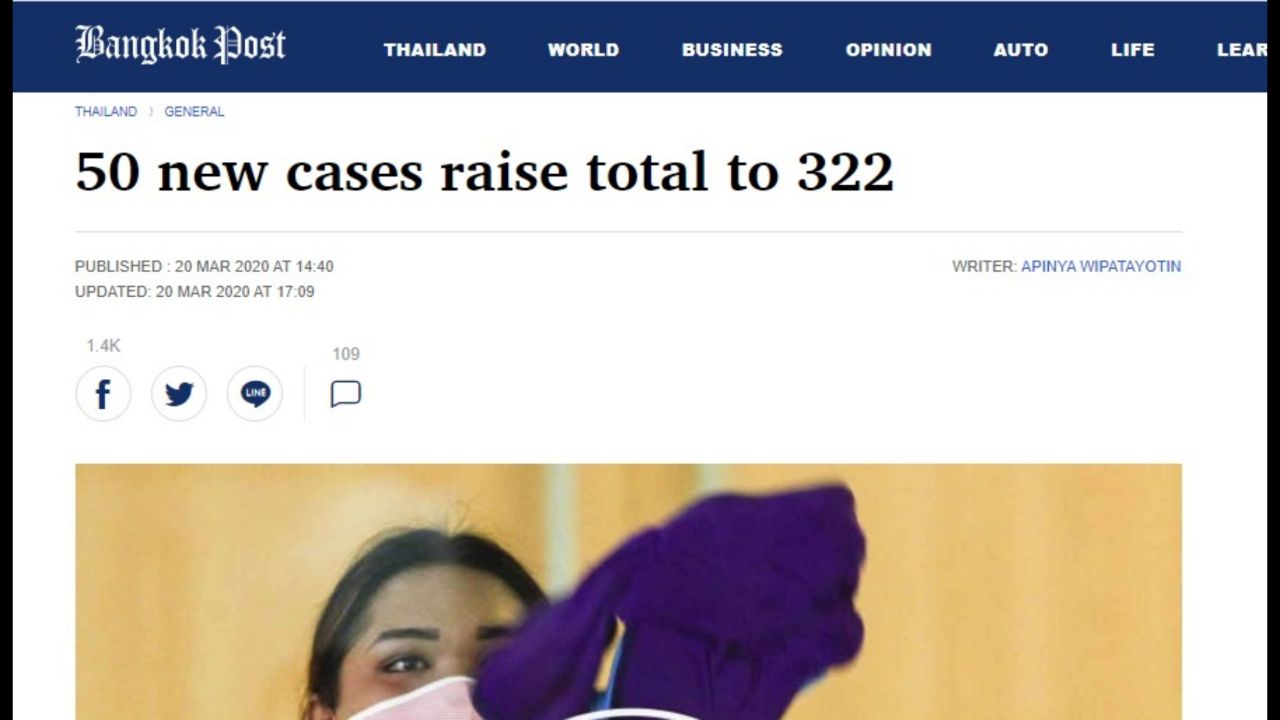 Bangkok Post THAILAND WORLD BUSINESS OPINION AUTO LIFE LEAR
THAILAND 〉 GENERAL
50 new cases raise total to 322
PUBLISHED : 20 MAR 2020 AT 14:40
WRITER: APINYA WIPATAYOTIN
UPDATED: 20 MAR 2020 AT 17:09
1.4K
109
f
LINE